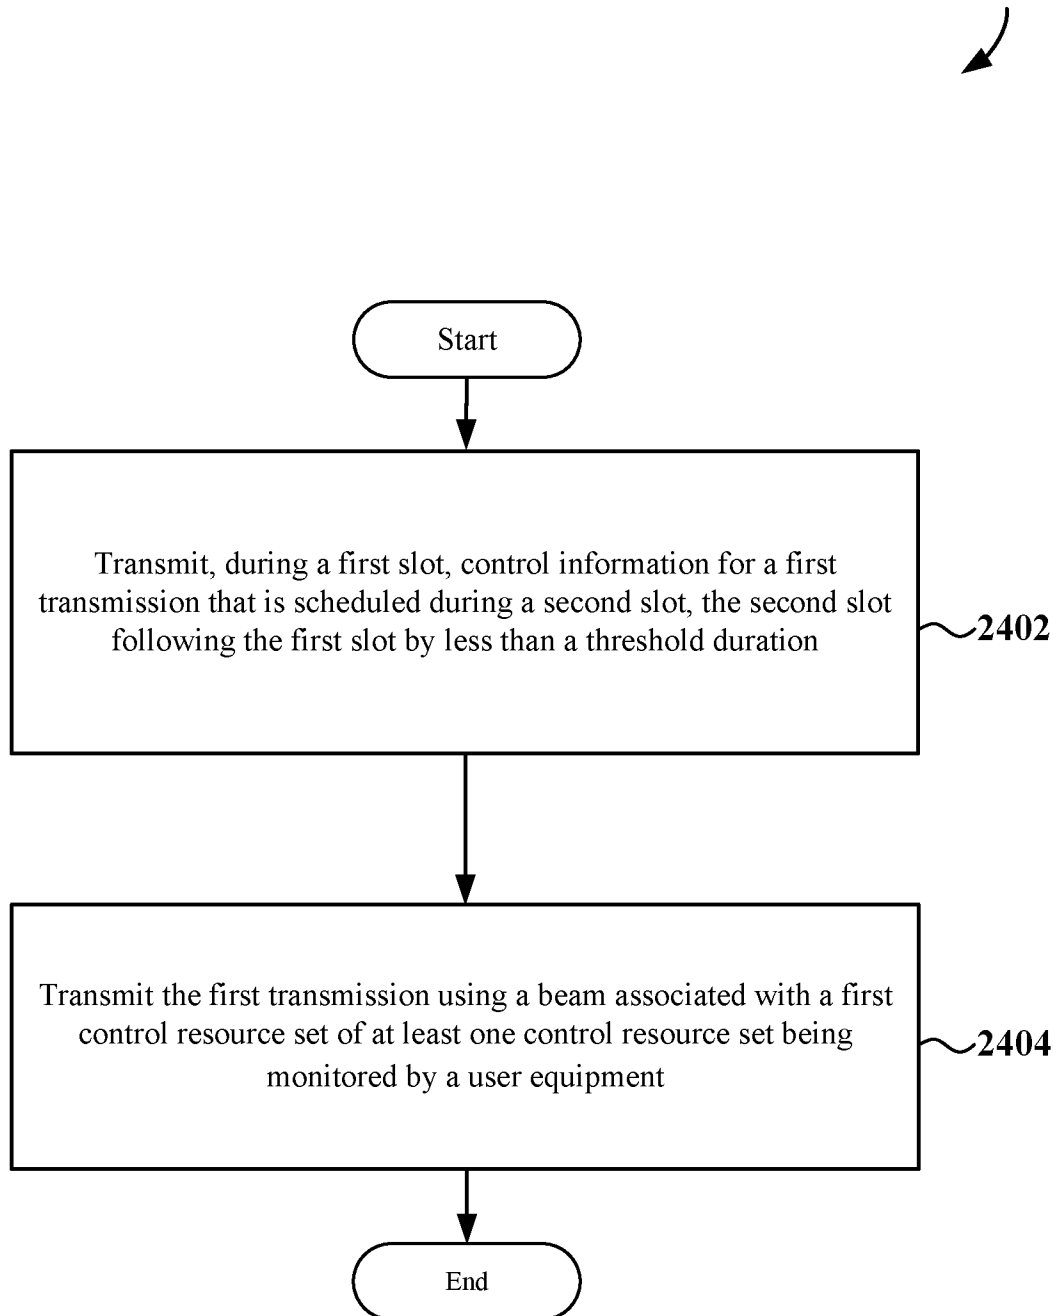 Start
Transmit, during a first slot, control information for a first
transmission that is scheduled during a second slot, the second slot
following the first slot by less than a threshold duration
2402
Transmit the first transmission using a beam associated with a first
control resource set of at least one control resource set being
monitored by a user equipment
2404
End